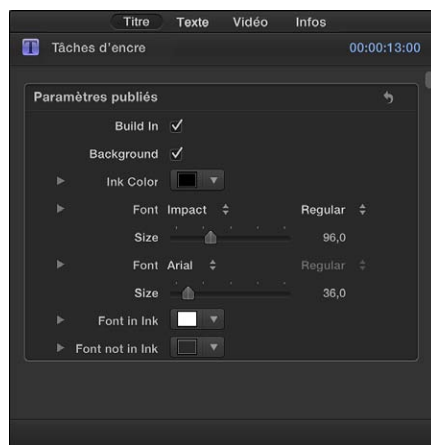 Titre Texte Vidéo Infos
T Tâches d'encre 00:00:13:00
Paramètres publiés
Build In
Background
Ink Color
Font Impact Regular
Size 96,0
Font Arial Regular
Size 36,0
Font in Ink
Font not in Ink